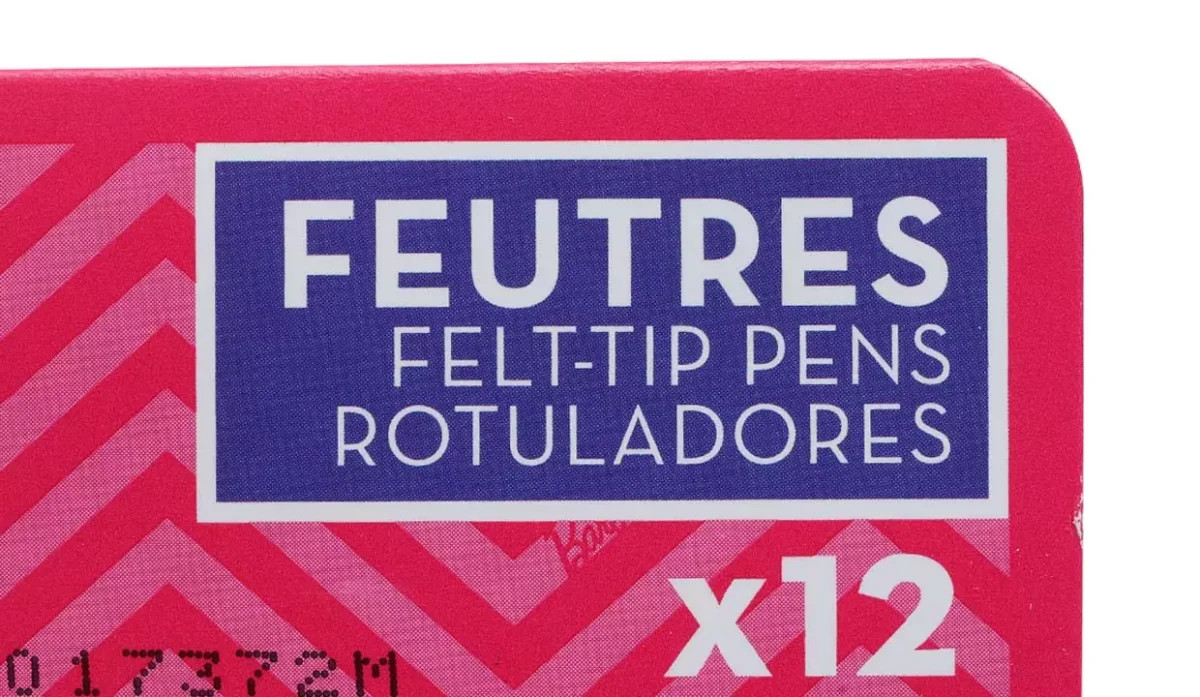 FEUTRES
FELT-TIP PENS
ROTULADORES
x12
017372M